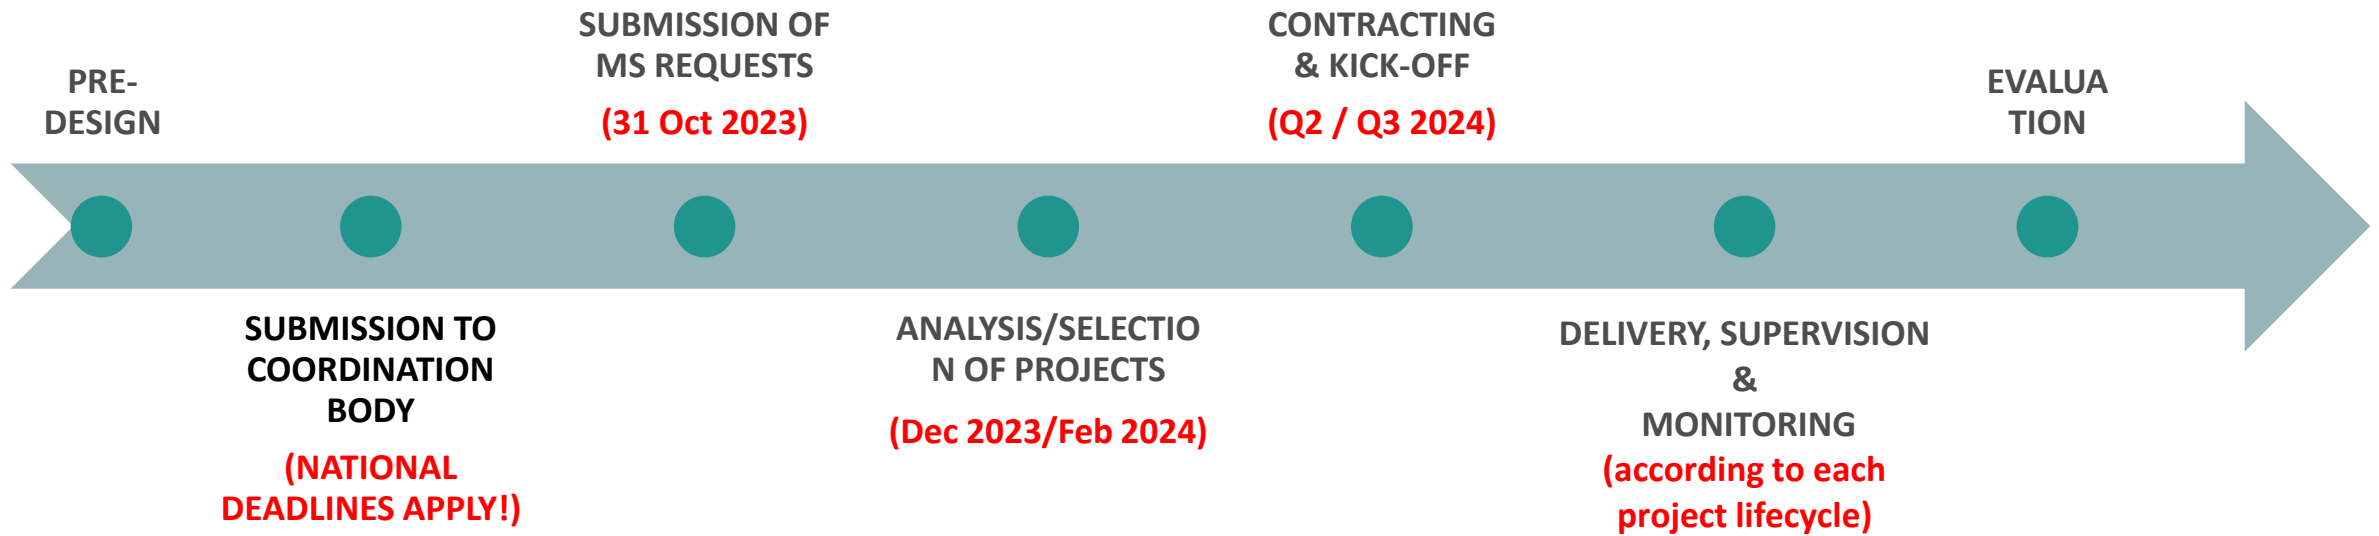 PRE-
DESIGN
SUBMISSION TO
COORDINATION
BODY
(NATIONAL
DEADLINES APPLY!)
SUBMISSION OF
MS REQUESTS
(31 Oct 2023)
ANALYSIS/SELECTIO
N OF PROJECTS
(Dec 2023/Feb 2024)
CONTRACTING
& KICK-OFF
(Q2 / Q3 2024)
DELIVERY, SUPERVISION
&
MONITORING
(according to each
project lifecycle)
EVALUA
TION